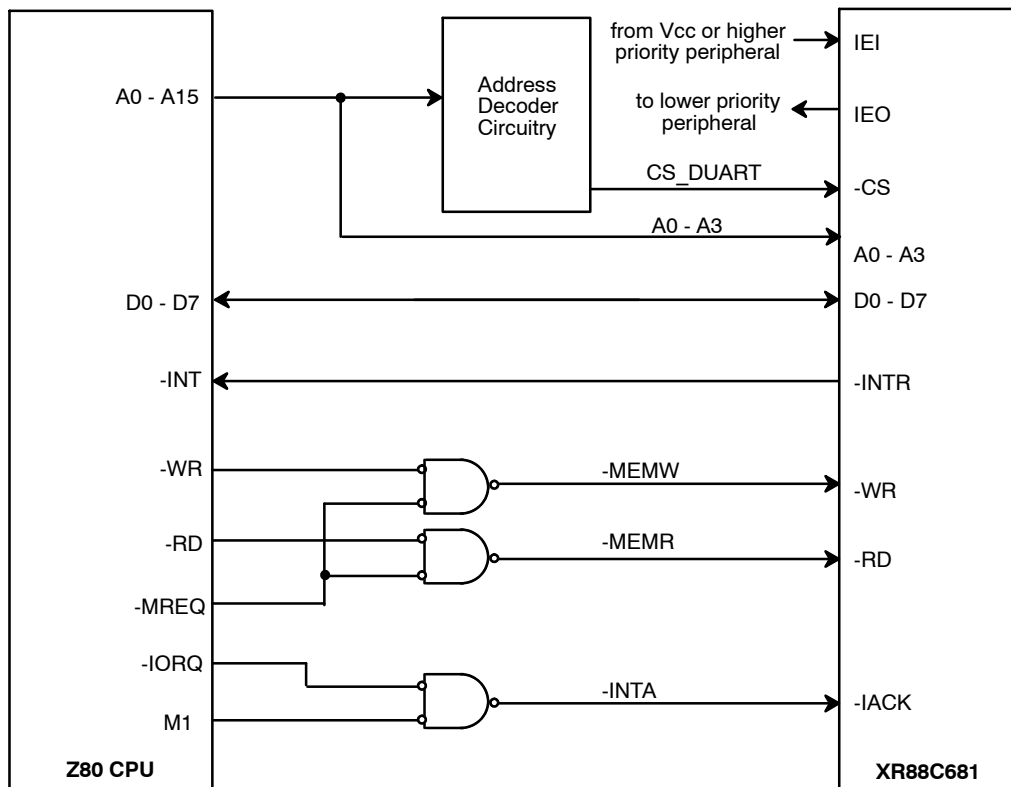 from Vcc or higher
priority peripheral
IEI
A0 - A15
Address
Decoder
Circuitry
to lower priority
peripheral
IEO
CS_DUART
-CS
A0 - A3
A0 - A3
D0 - D7
D0 - D7
-INT
-INTR
-WR
-MEMW
-WR
-RD
-MEMR
-RD
-MREQ
-IORQ
-INTA
-IACK
M1
Z80 CPU
XR88C681